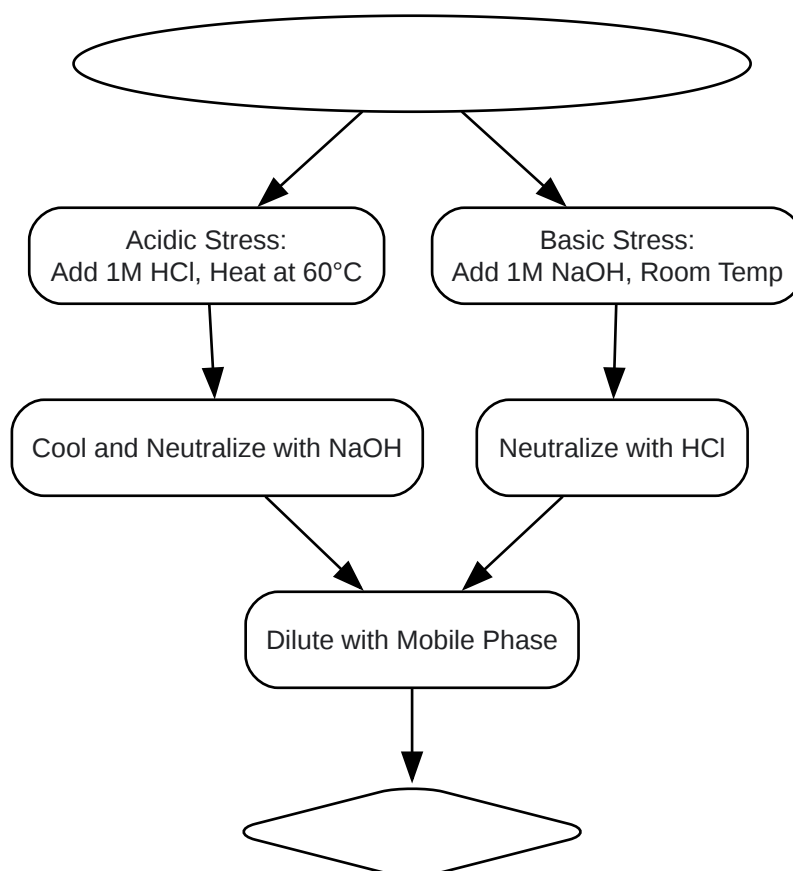 Acidic Stress:
Add 1M HCl, Heat at 60°C
Basic Stress:
Add 1M NaOH, Room Temp
Cool and Neutralize with NaOH
Neutralize with HCl
Dilute with Mobile Phase